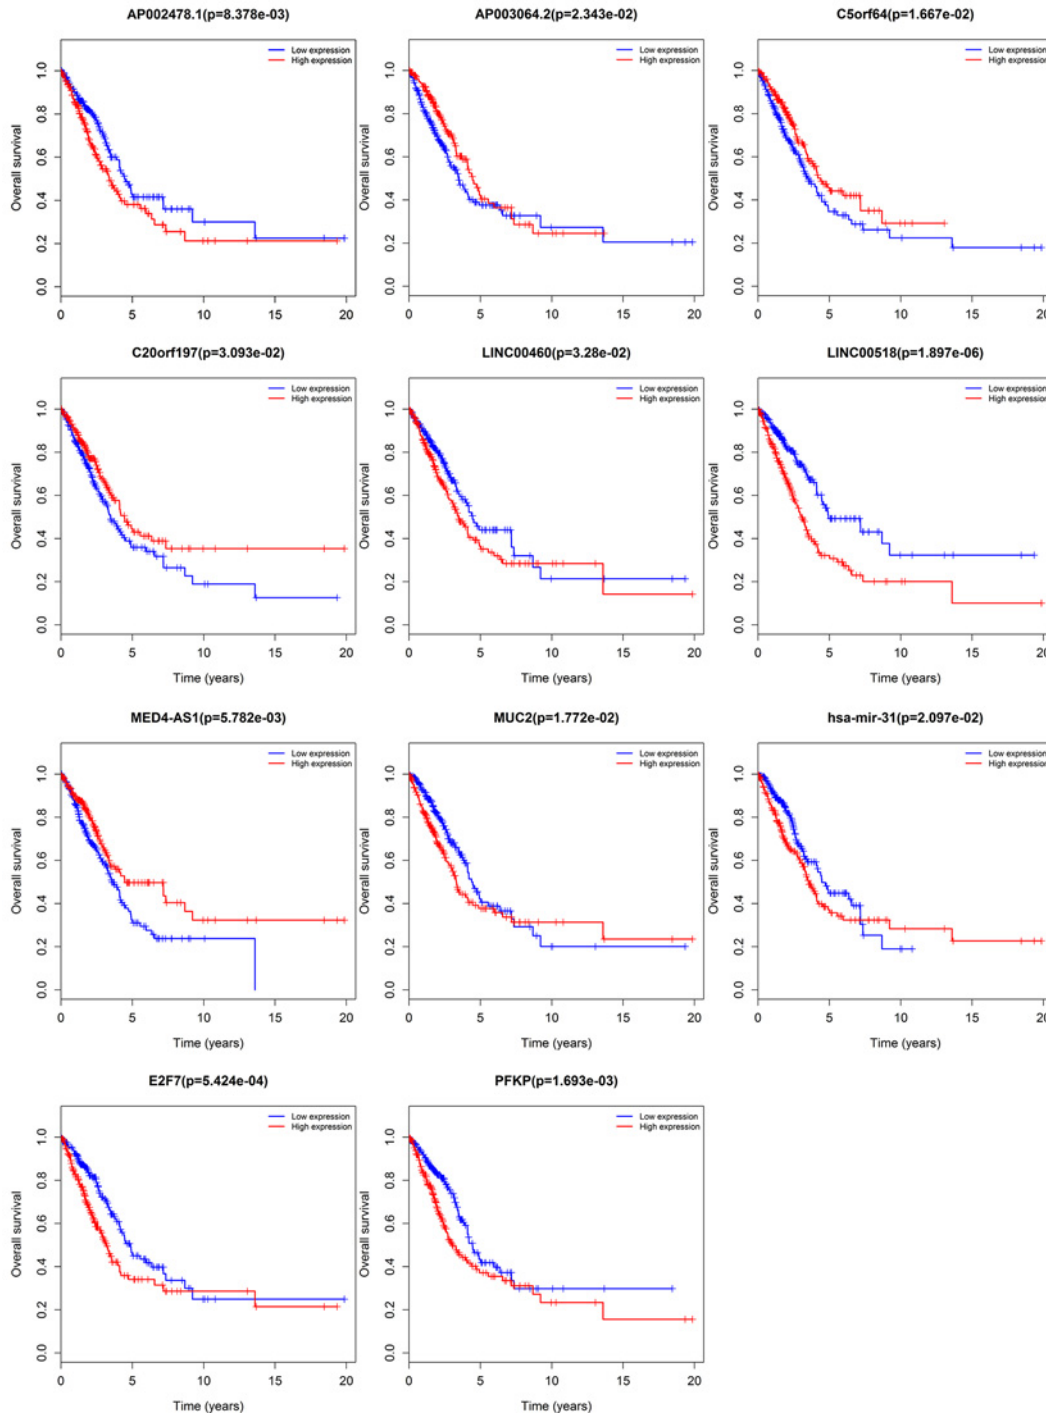 AP002478.1(p=8.378e-03)
Low expression
High expression
Overall survival
1.0
0.8
0.6
0.4
0.2
0.0
0 5 10 15 20
AP003064.2(p=2.343e-02)
Low expression
High expression
Overall survival
1.0
0.8
0.6
0.4
0.2
0.0
0 5 10 15 20
C5orf64(p=1.667e-02)
Low expression
High expression
Overall survival
1.0
0.8
0.6
0.4
0.2
0.0
0 5 10 15 20
C20orf197(p=3.093e-02)
Low expression
High expression
Overall survival
1.0
0.8
0.6
0.4
0.2
0.0
0 5 10 15 20
Time (years)
LINC00460(p=3.28e-02)
Low expression
High expression
Overall survival
1.0
0.8
0.6
0.4
0.2
0.0
0 5 10 15 20
Time (years)
LINC00518(p=1.897e-06)
Low expression
High expression
Overall survival
1.0
0.8
0.6
0.4
0.2
0.0
0 5 10 15 20
Time (years)
MED4-AS1(p=5.782e-03)
Low expression
High expression
Overall survival
1.0
0.8
0.6
0.4
0.2
0.0
0 5 10 15 20
Time (years)
MUC2(p=1.772e-02)
Low expression
High expression
Overall survival
1.0
0.8
0.6
0.4
0.2
0.0
0 5 10 15 20
Time (years)
hsa-mir-31(p=2.097e-02)
Low expression
High expression
Overall survival
1.0
0.8
0.6
0.4
0.2
0.0
0 5 10 15 20
Time (years)
E2F7(p=5.424e-04)
Low expression
High expression
Overall survival
1.0
0.8
0.6
0.4
0.2
0.0
0 5 10 15 20
Time (years)
PFKP(p=1.693e-03)
Low expression
High expression
Overall survival
1.0
0.8
0.6
0.4
0.2
0.0
0 5 10 15 20
Time (years)